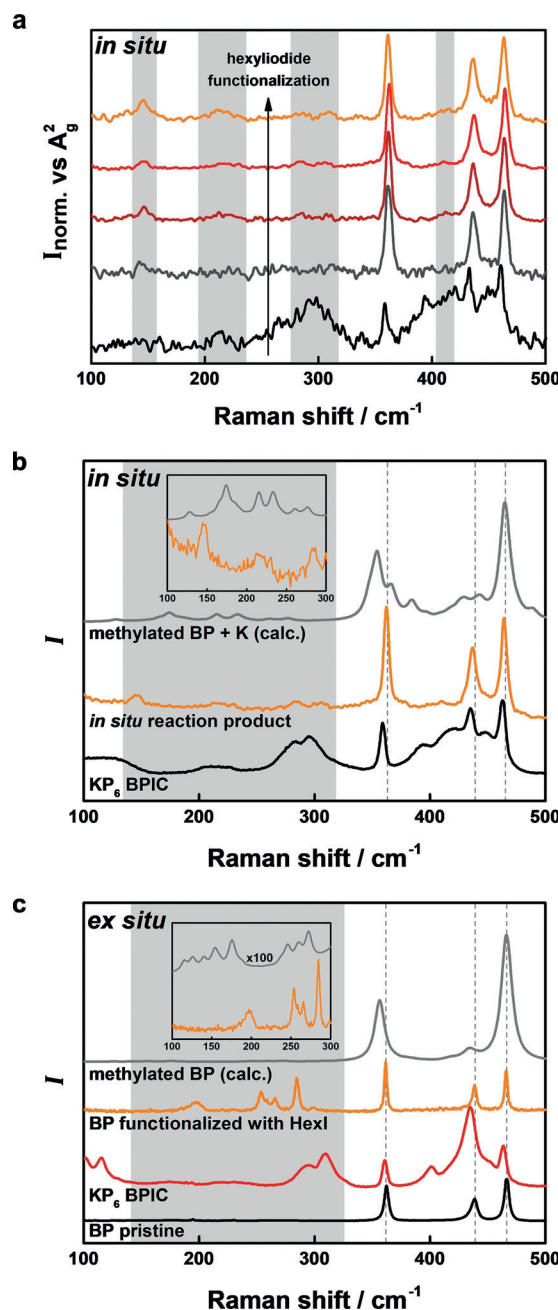 a
in situ
hexyliodide
functionalization
I norm. vs A²g
100 200 300 400 500
Raman shift / cm⁻¹
b
in situ
100 150 200 250 300
methylated BP + K (calc.)
in situ reaction product
KP₆ BPIC
I
100 200 300 400 500
Raman shift / cm⁻¹
c
ex situ
x100
100 150 200 250 300
methylated BP (calc.)
BP functionalized with HexI
KP₆ BPIC
BP pristine
I
100 200 300 400 500
Raman shift / cm⁻¹